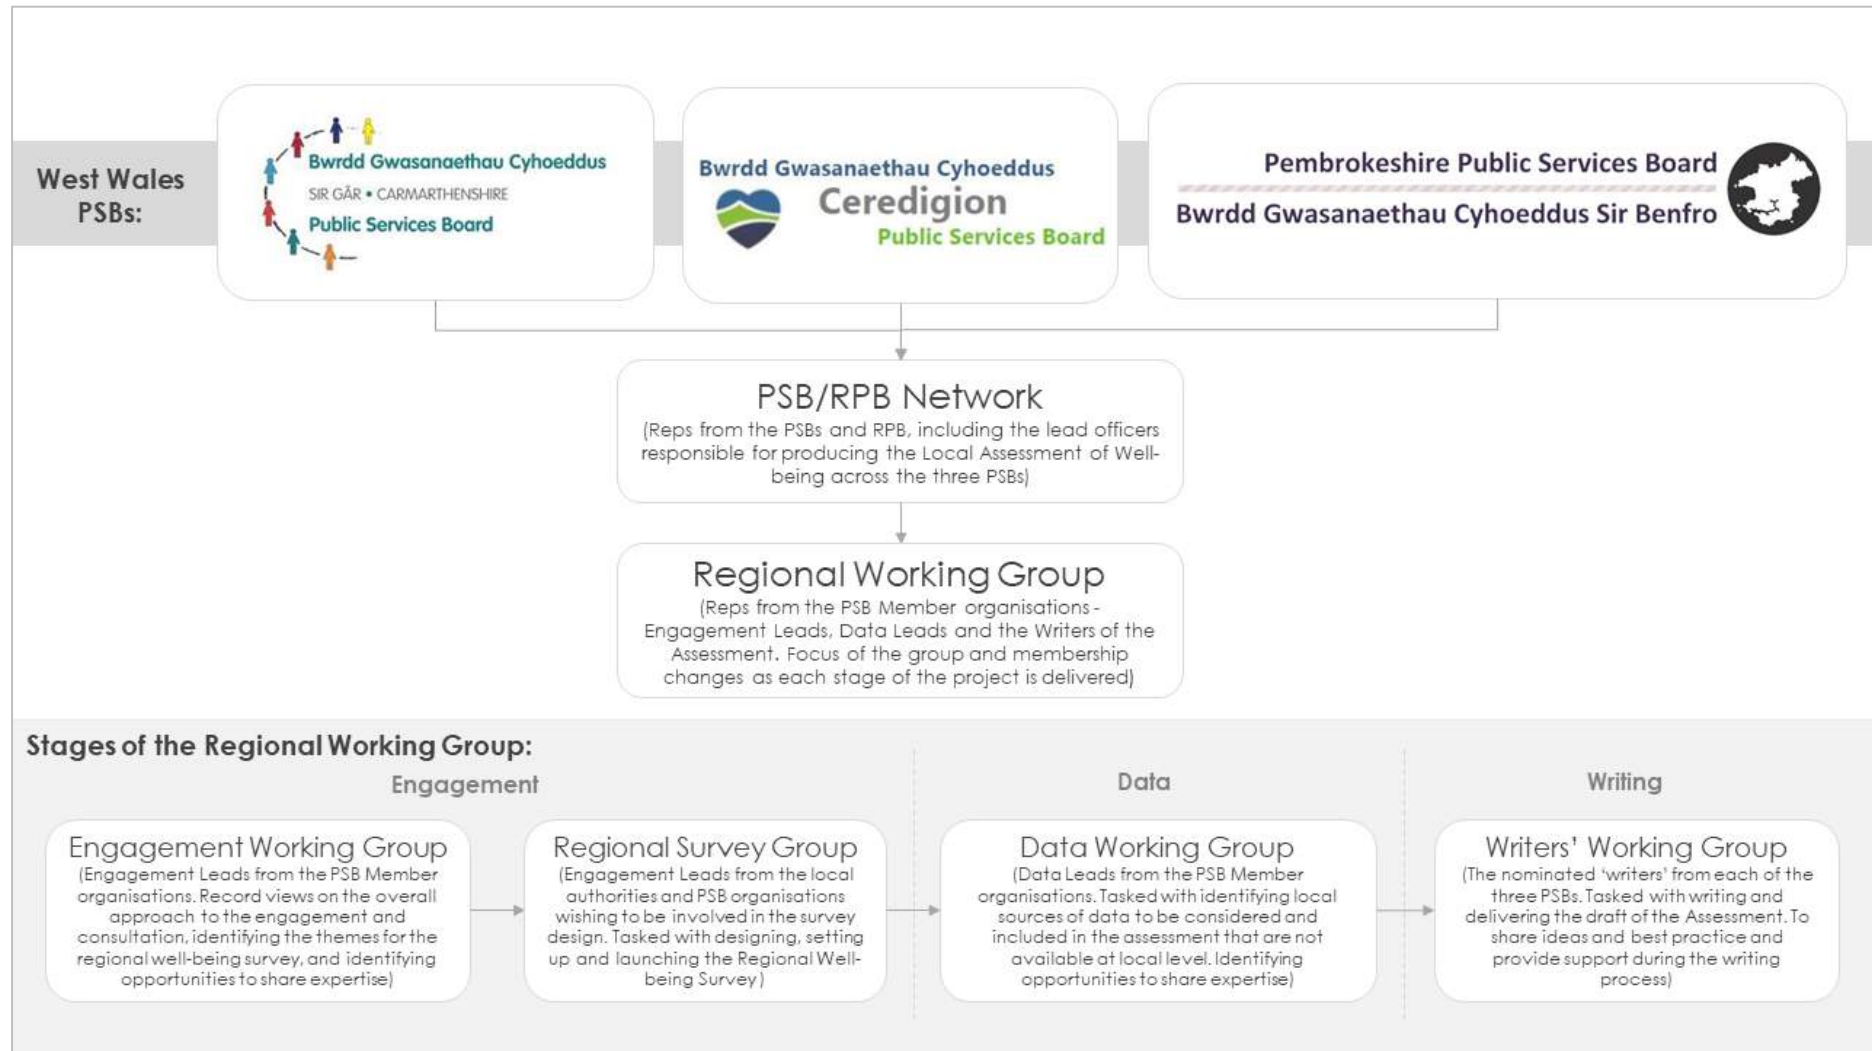 West Wales
PSBs:
Bwrdd Gwasanaethau Cyhoeddus
SIR GÂR • CARMARTHENSHIRE
Public Services Board
Bwrdd Gwasanaethau Cyhoeddus
Ceredigion
Public Services Board
Pembrokeshire Public Services Board
Bwrdd Gwasanaethau Cyhoeddus Sir Benfro
PSB/RPB Network
(Reps from the PSBs and RPB, including the lead officers
responsible for producing the Local Assessment of Well-
being across the three PSBs)
Regional Working Group
(Reps from the PSB Member organisations -
Engagement Leads, Data Leads and the Writers of the
Assessment. Focus of the group and membership
changes as each stage of the project is delivered)
Stages of the Regional Working Group:
Engagement
Engagement Working Group
(Engagement Leads from the PSB Member
organisations. Record views on the overall
approach to the engagement and
consultation, identifying the themes for the
regional well-being survey, and identifying
opportunities to share expertise)
Regional Survey Group
(Engagement Leads from the local
authorities and PSB organisations
wishing to be involved in the survey
design. Tasked with designing, setting
up and launching the Regional Well-
being Survey)
Data
Data Working Group
(Data Leads from the PSB Member
organisations. Tasked with identifying local
sources of data to be considered and
included in the assessment that are not
available at local level. Identifying
opportunities to share expertise)
Writing
Writers' Working Group
(The nominated 'writers' from each of the
three PSBs. Tasked with writing and
delivering the draft of the Assessment. To
share ideas and best practice and
provide support during the writing
process)